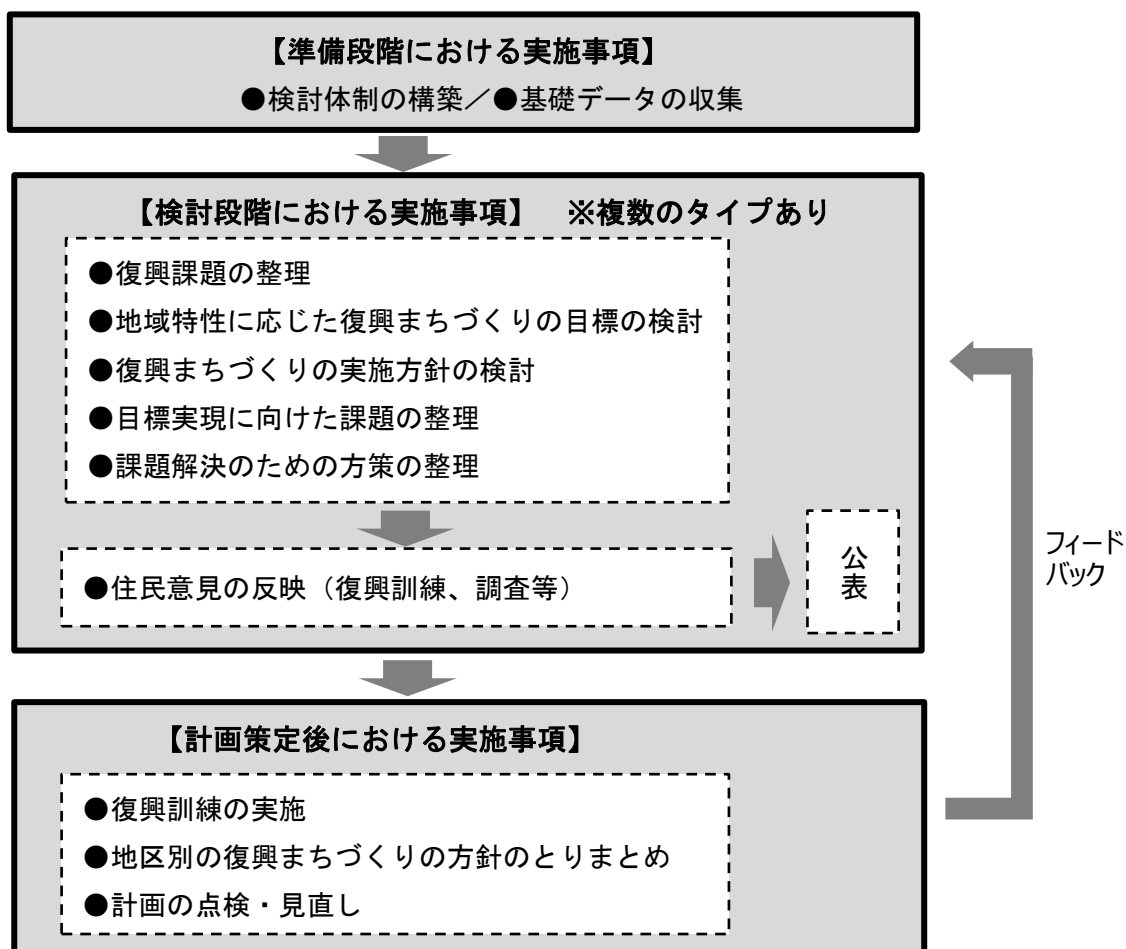 【準備段階における実施事項】
●検討体制の構築／●基礎データの収集
【検討段階における実施事項】　※複数のタイプあり
●復興課題の整理
●地域特性に応じた復興まちづくりの目標の検討
●復興まちづくりの実施方針の検討
●目標実現に向けた課題の整理
●課題解決のための方策の整理
●住民意見の反映（復興訓練、調査等）
公表
フィード
バック
【計画策定後における実施事項】
●復興訓練の実施
●地区別の復興まちづくりの方針のとりまとめ
●計画の点検・見直し